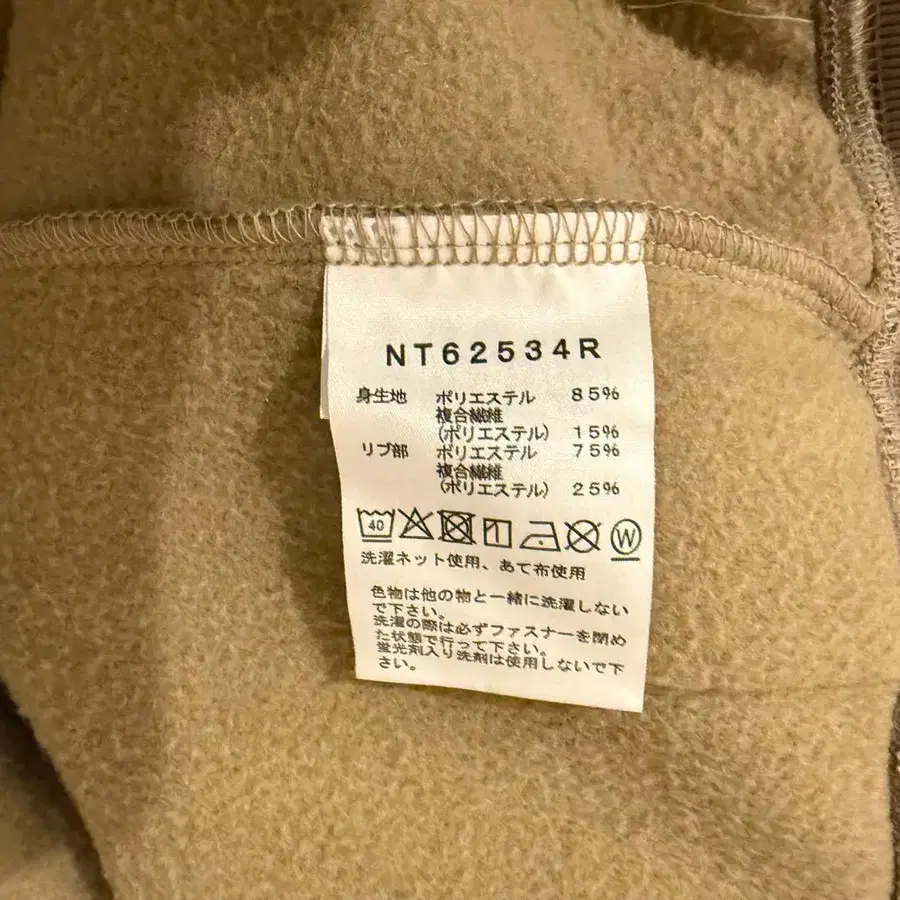 NT62534R
身生地 ポリエステル 85%
複合繊維
(ポリエステル) 15%
リブ部 ポリエステル 75%
複合繊維
(ポリエステル) 25%
40 W
洗濯ネット使用、あて布使用
色物は他の物と一緒に洗濯しない
で下さい。
洗濯の際は必ずファスナーを閉め
た状態で行って下さい。
蛍光剤入り洗剤は使用しないで下
さい。